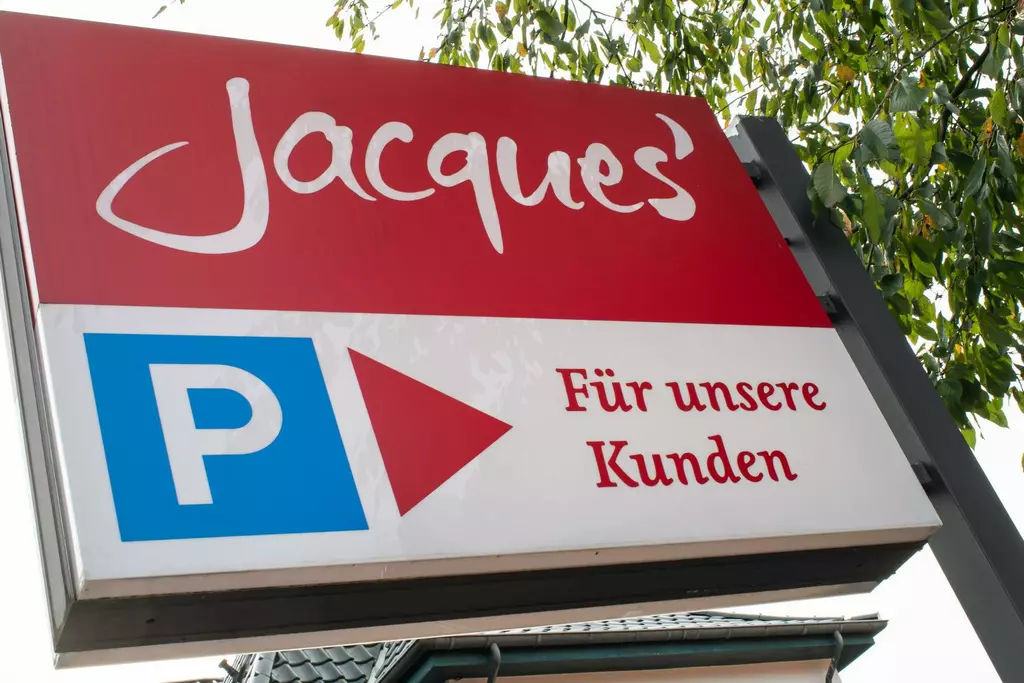 Jacques'
P
Für unsere
Kunden